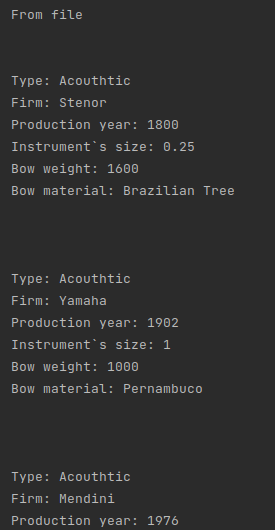 From file
Type: Acouthtic
Firm: Stenor
Production year: 1800
Instrument`s size: 0.25
Bow weight: 1600
Bow material: Brazilian Tree
Type: Acouthtic
Firm: Yamaha
Production year: 1902
Instrument`s size: 1
Bow weight: 1000
Bow material: Pernambuco
Type: Acouthtic
Firm: Mendini
Production year: 1976